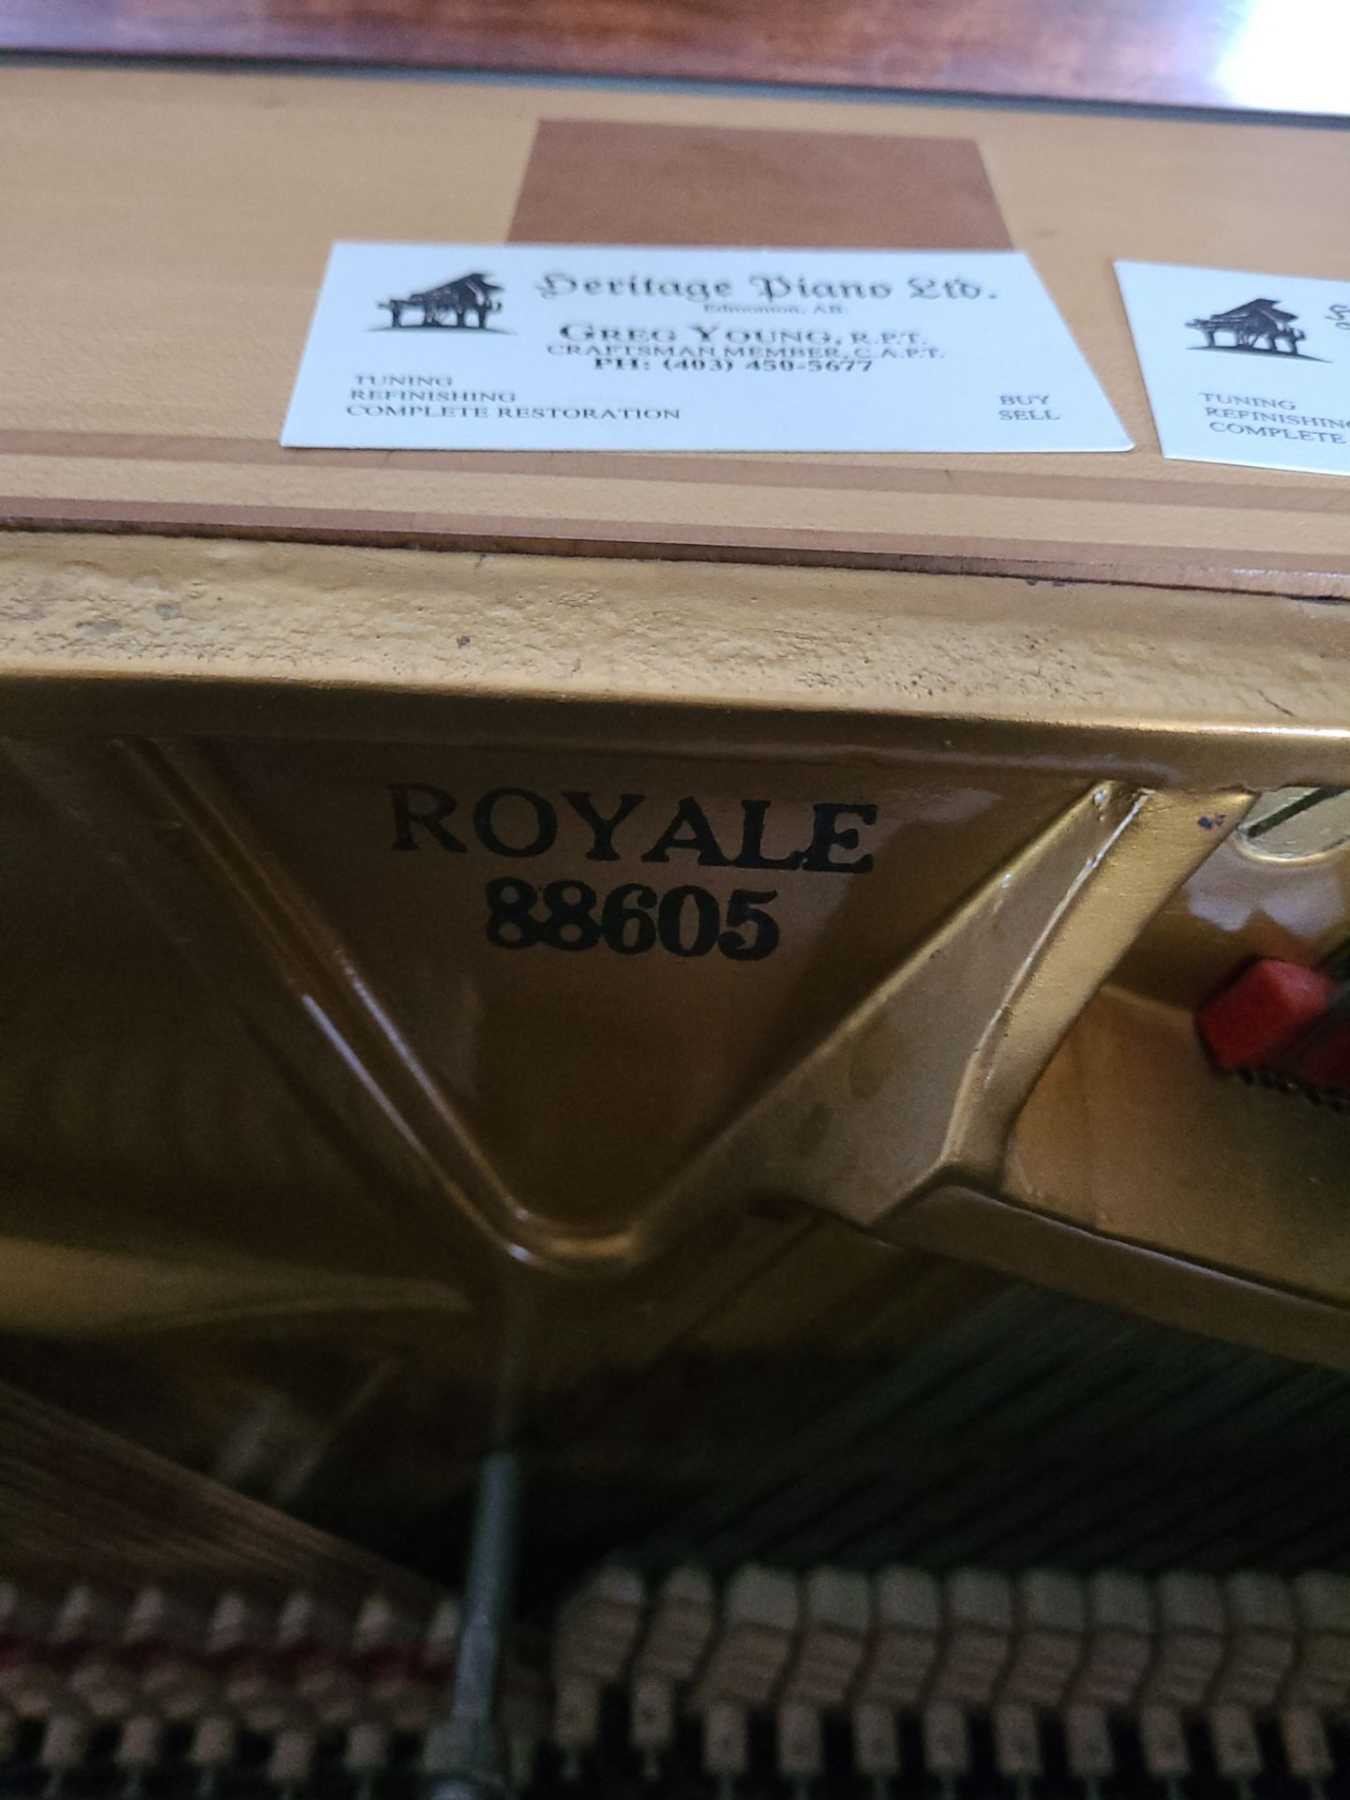 Heritage Piano Ltd.
Edmonton, AB.
GREG YOUNG, R.P.T.
CRAFTSMAN MEMBER, C.A.P.T.
PH: (403) 450-5677
TUNING
REFINISHING
COMPLETE RESTORATION
BUY
SELL
TUNING
REFINISHING
COMPLETE
ROYALE
88605